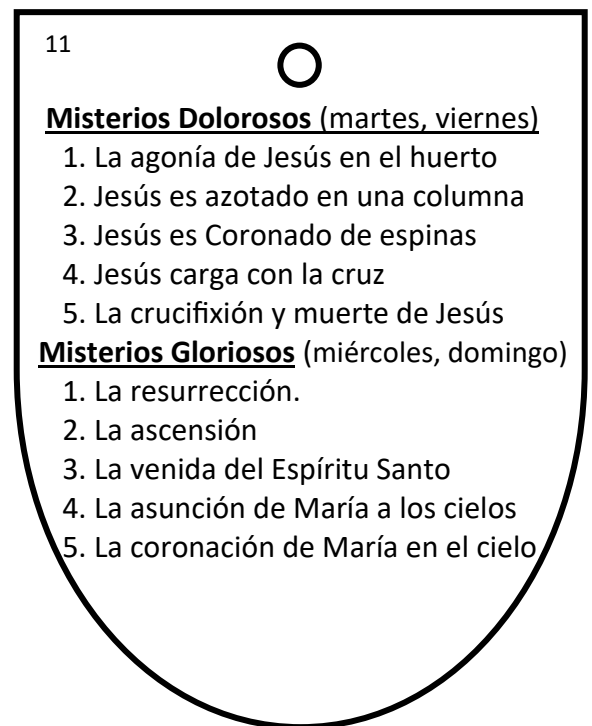 11
Misterios Dolorosos (martes, viernes)
1. La agonía de Jesús en el huerto
2. Jesús es azotado en una columna
3. Jesús es Coronado de espinas
4. Jesús carga con la cruz
5. La crucifixión y muerte de Jesús
Misterios Gloriosos (miércoles, domingo)
1. La resurrección.
2. La ascensión
3. La venida del Espíritu Santo
4. La asunción de María a los cielos
5. La coronación de María en el cielo